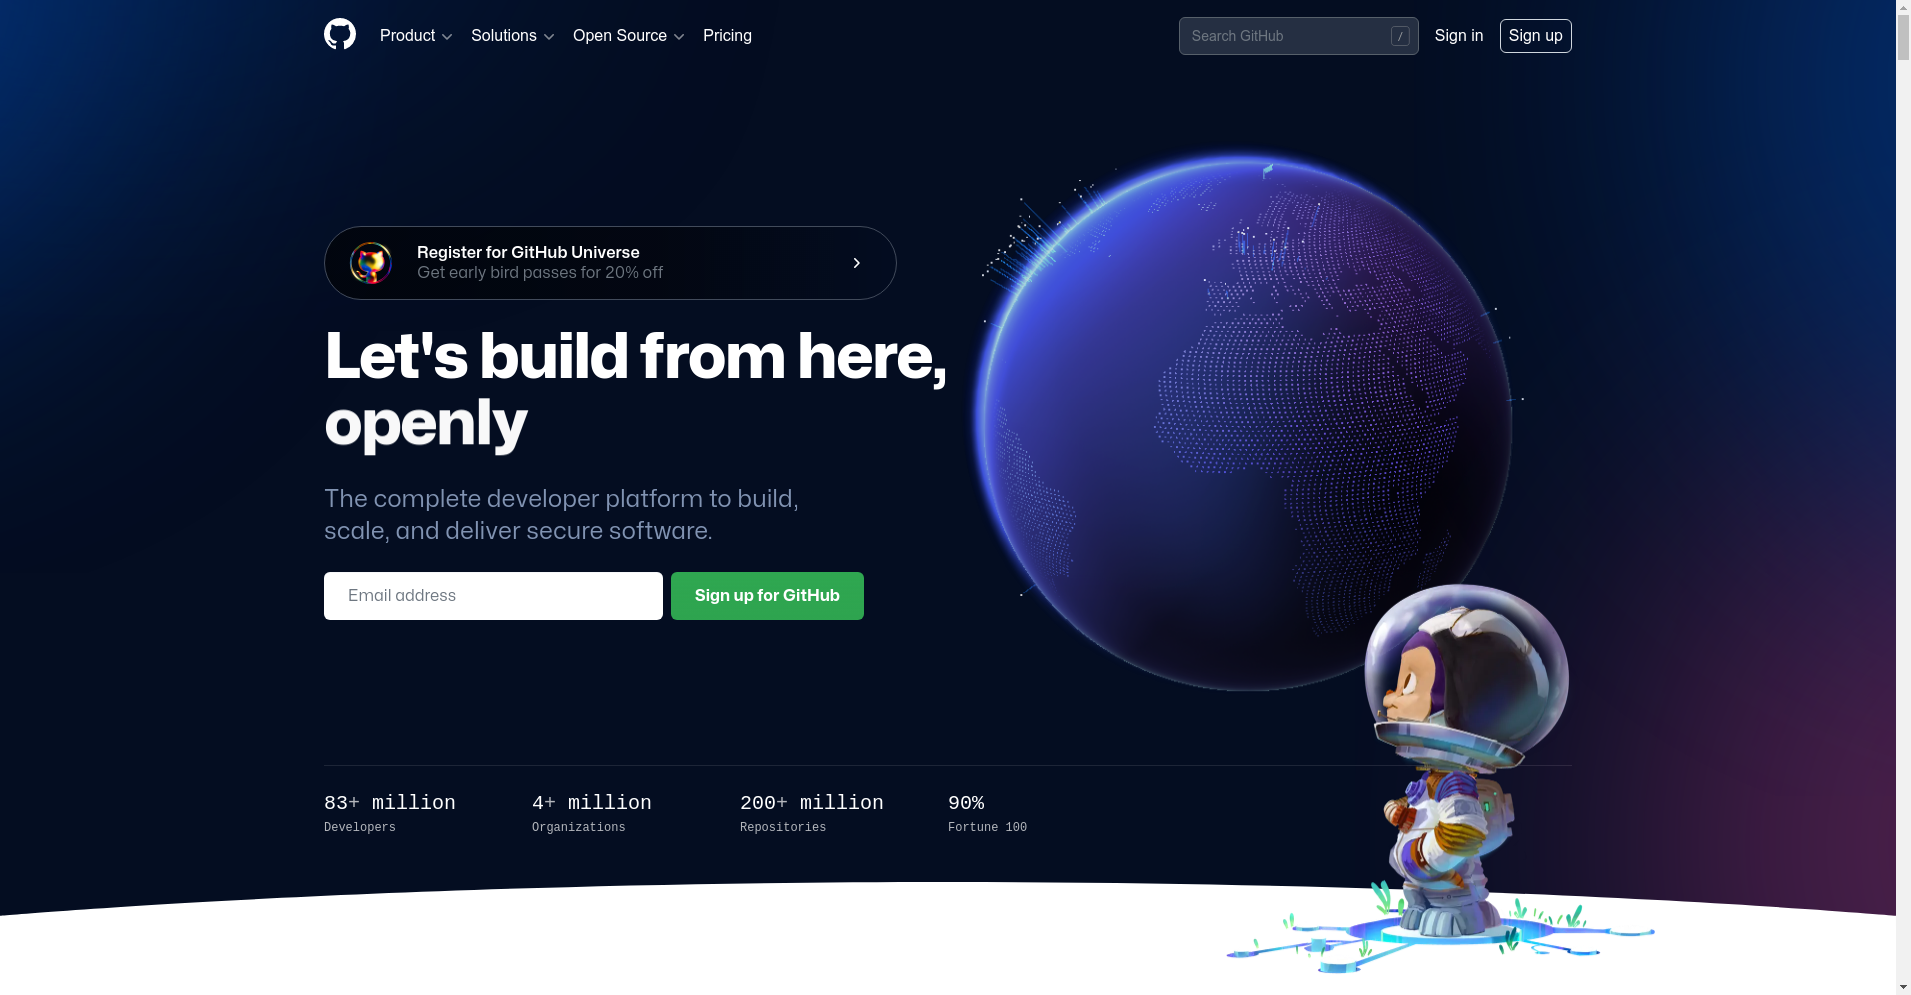 Product
Solutions
Open Source
Pricing
Search GitHub
/
Sign in
Sign up
Register for GitHub Universe
Get early bird passes for 20% off
Let's build from here,
openly
The complete developer platform to build,
scale, and deliver secure software.
Email address
Sign up for GitHub
83+ million
Developers
4+ million
Organizations
200+ million
Repositories
90%
Fortune 100